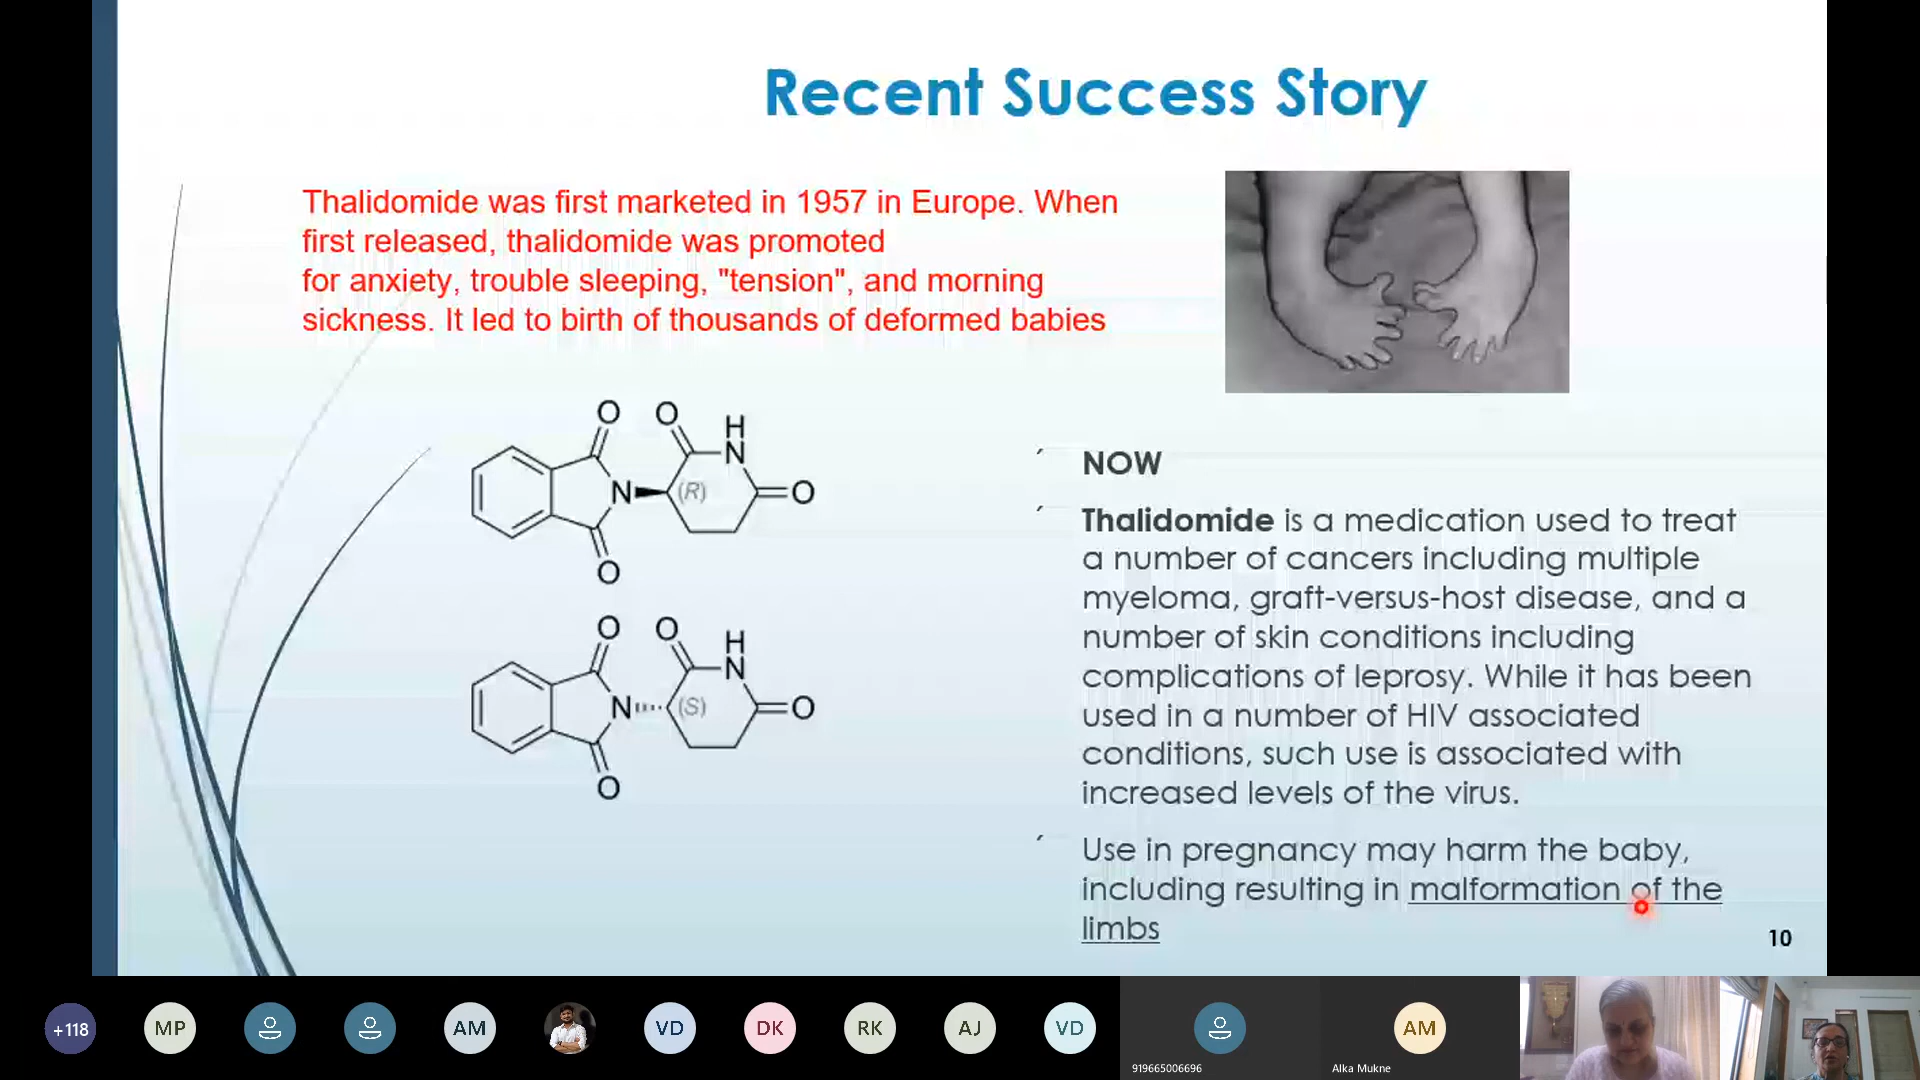 Recent Success Story
Thalidomide was first marketed in 1957 in Europe. When
first released, thalidomide was promoted
for anxiety, trouble sleeping, "tension", and morning
sickness. It led to birth of thousands of deformed babies
O
O
H
N
N
(R)
O
O
O
O
H
N
N
(S)
O
O
NOW
Thalidomide is a medication used to treat
a number of cancers including multiple
myeloma, graft-versus-host disease, and a
number of skin conditions including
complications of leprosy. While it has been
used in a number of HIV associated
conditions, such use is associated with
increased levels of the virus.
Use in pregnancy may harm the baby,
including resulting in malformation of the
limbs
10
+118
MP
AM
VD
DK
RK
AJ
VD
919665006696
AM
Alka Mukne